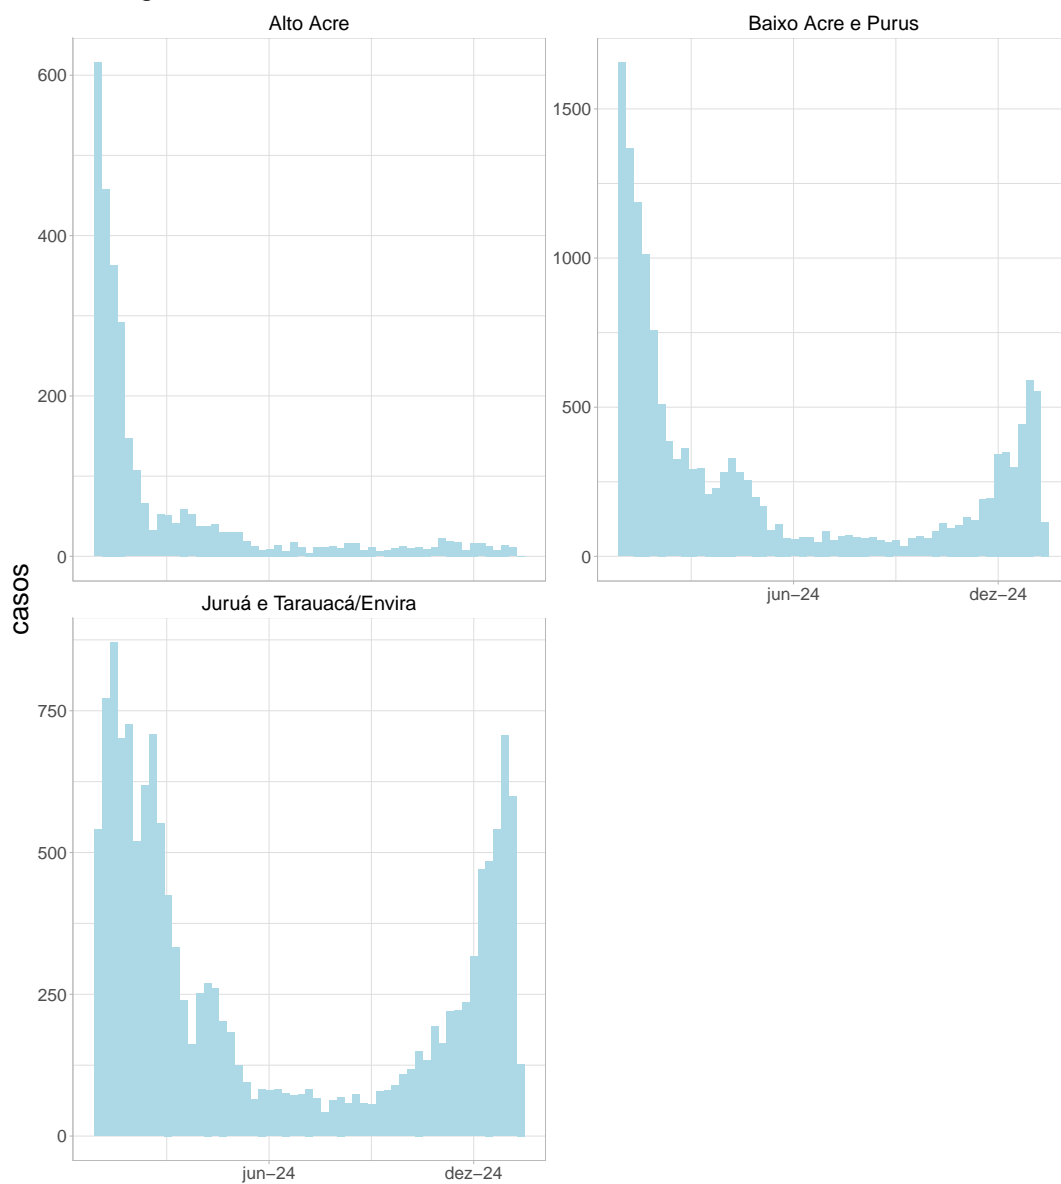 Alto Acre
Baixo Acre e Purus
600
400
200
0
1500
1000
500
0
jun−24
dez−24
casos
Juruá e Tarauacá/Envira
750
500
250
0
jun−24
dez−24